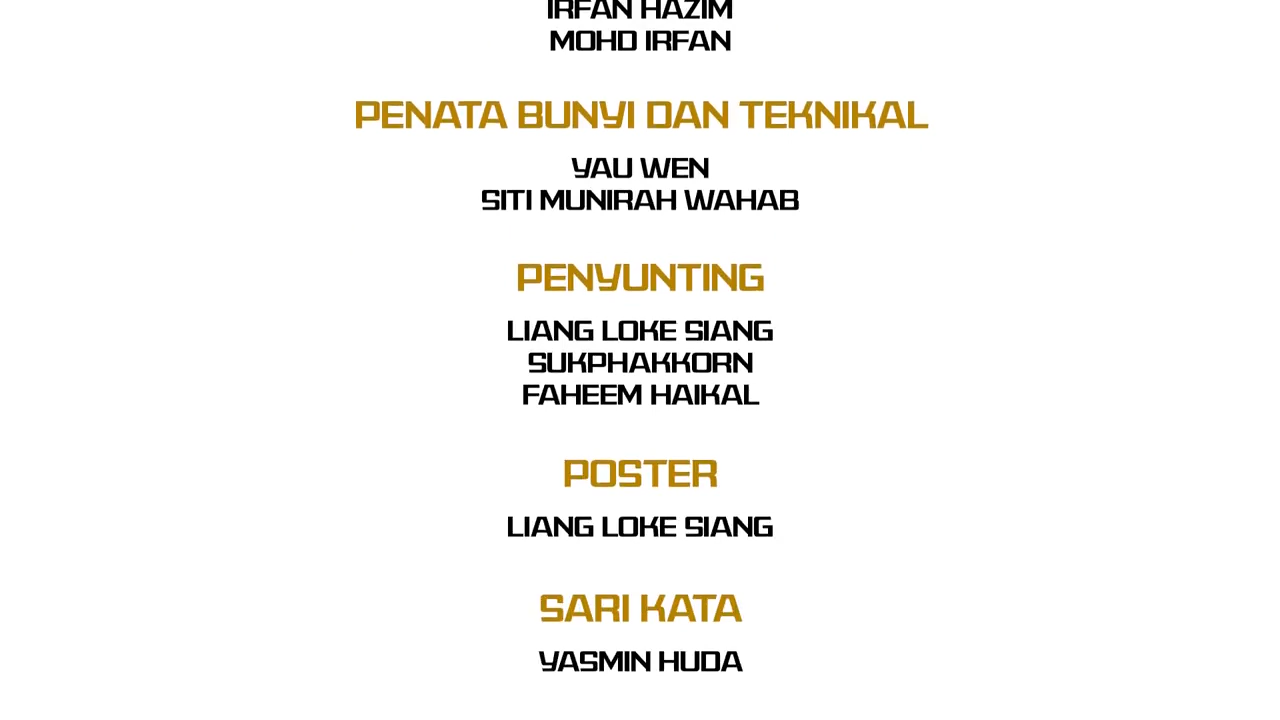 IRFAN HAZIM
MOHD IRFAN
PENATA BUNYI DAN TEKNIKAL
YAU WEN
SITI MUNIRAH WAHAB
PENYUNTING
LIANG LOKE SIANG
SUKPHAKKORN
FAHEEM HAIKAL
POSTER
LIANG LOKE SIANG
SARI KATA
YASMIN HUDA